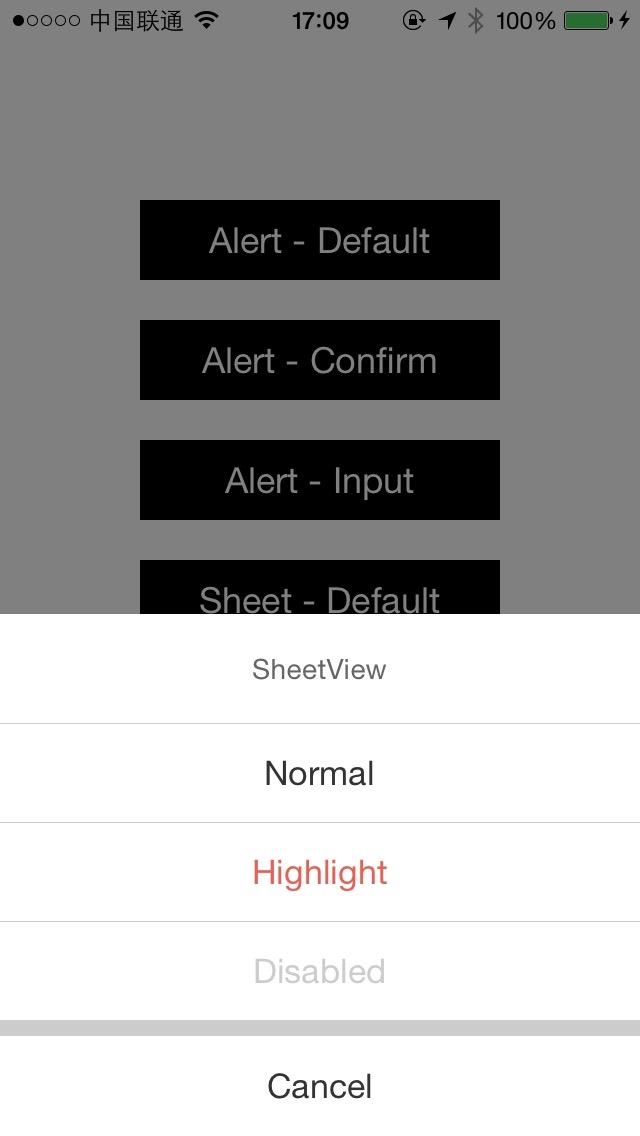 中国联通 17:09 100%
Alert - Default
Alert - Confirm
Alert - Input
Sheet - Default
SheetView
Normal
Highlight
Disabled
Cancel